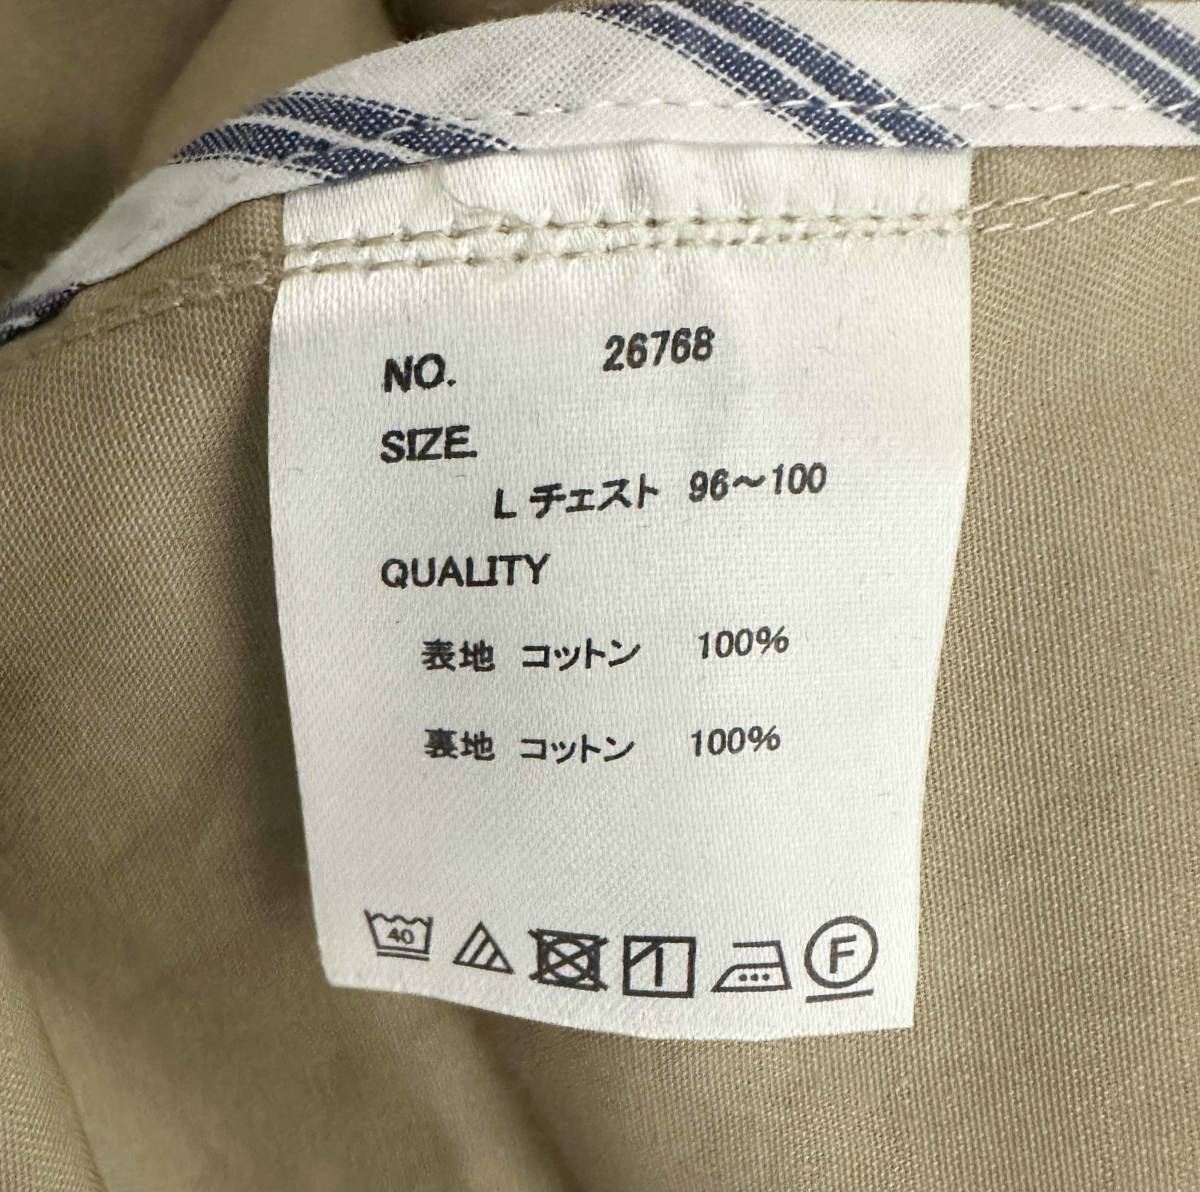 NO. 26768
SIZE.
L チェスト 96～100
QUALITY
表地 コットン 100%
裏地 コットン 100%
40 F